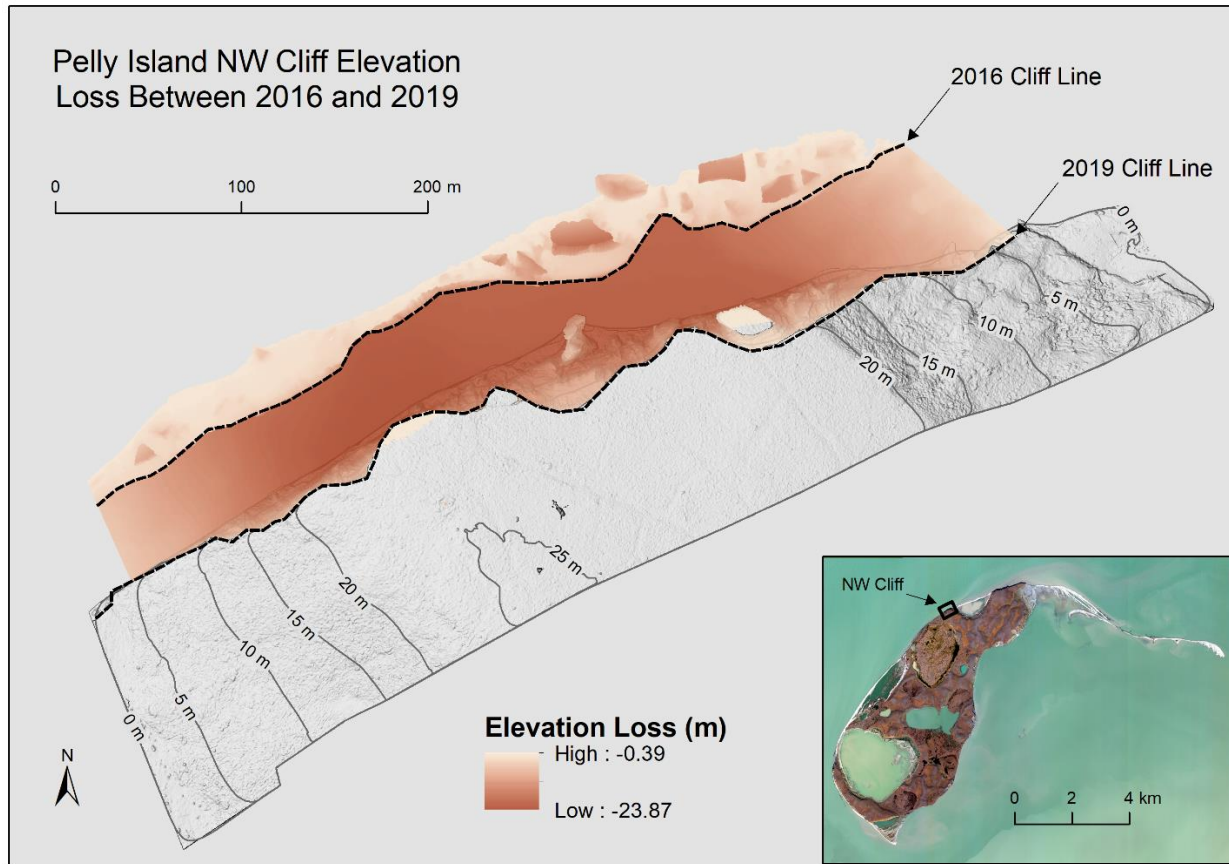 Pelly Island NW Cliff Elevation
Loss Between 2016 and 2019
2016 Cliff Line
2019 Cliff Line
0 100 200 m
0 m
5 m
10 m
15 m
20 m
25 m
20 m
15 m
10 m
5 m
0 m
N
Elevation Loss (m)
High : -0.39
Low : -23.87
NW Cliff
0 2 4 km